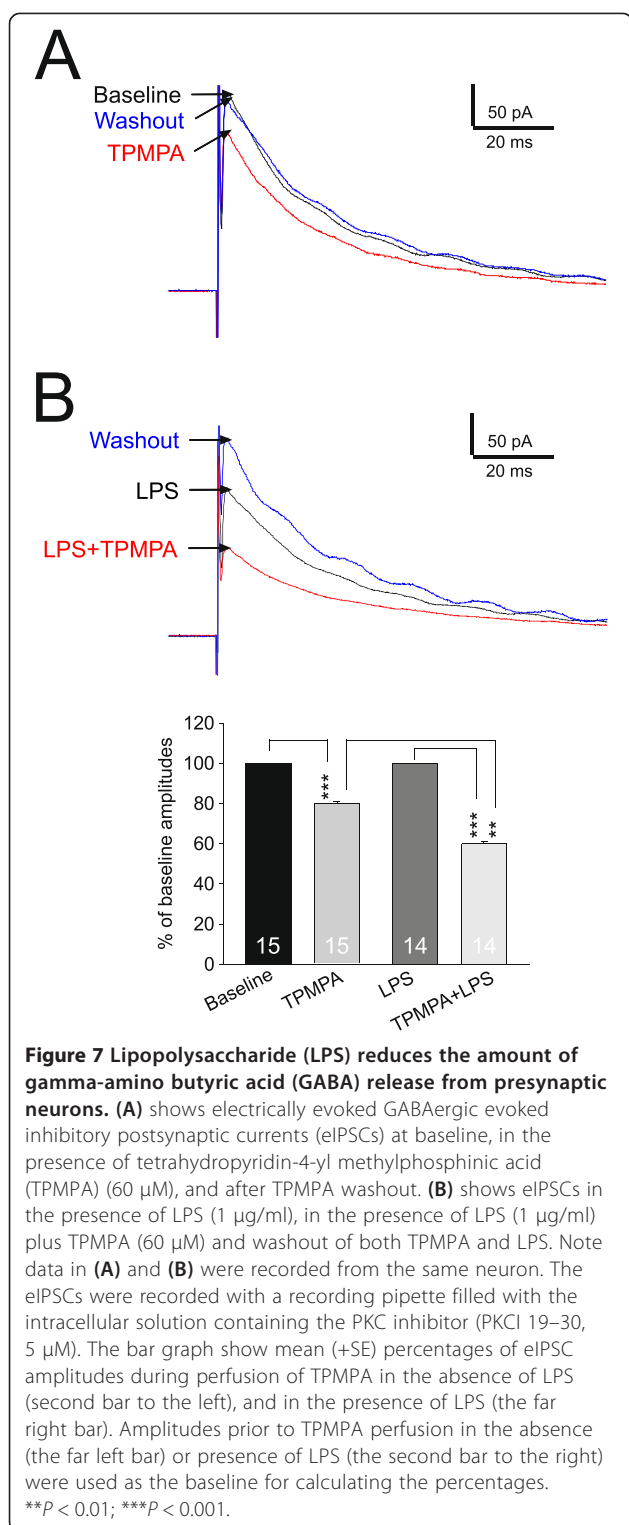 A
Baseline
Washout
TPMPA
50 pA
20 ms
B
Washout
LPS
LPS+TPMPA
50 pA
20 ms
% of baseline amplitudes
120
100
80
60
40
20
0
***
***
**
15
15
14
14
Baseline
TPMPA
LPS
TPMPA+LPS
Figure 7 Lipopolysaccharide (LPS) reduces the amount of
gamma-amino butyric acid (GABA) release from presynaptic
neurons. (A) shows electrically evoked GABAergic evoked
inhibitory postsynaptic currents (eIPSCs) at baseline, in the
presence of tetrahydropyridin-4-yl methylphosphinic acid
(TPMPA) (60 μM), and after TPMPA washout. (B) shows eIPSCs in
the presence of LPS (1 μg/ml), in the presence of LPS (1 μg/ml)
plus TPMPA (60 μM) and washout of both TPMPA and LPS. Note
data in (A) and (B) were recorded from the same neuron. The
eIPSCs were recorded with a recording pipette filled with the
intracellular solution containing the PKC inhibitor (PKCI 19–30,
5 μM). The bar graph show mean (+SE) percentages of eIPSC
amplitudes during perfusion of TPMPA in the absence of LPS
(second bar to the left), and in the presence of LPS (the far
right bar). Amplitudes prior to TPMPA perfusion in the absence
(the far left bar) or presence of LPS (the second bar to the right)
were used as the baseline for calculating the percentages.
**P < 0.01; ***P < 0.001.